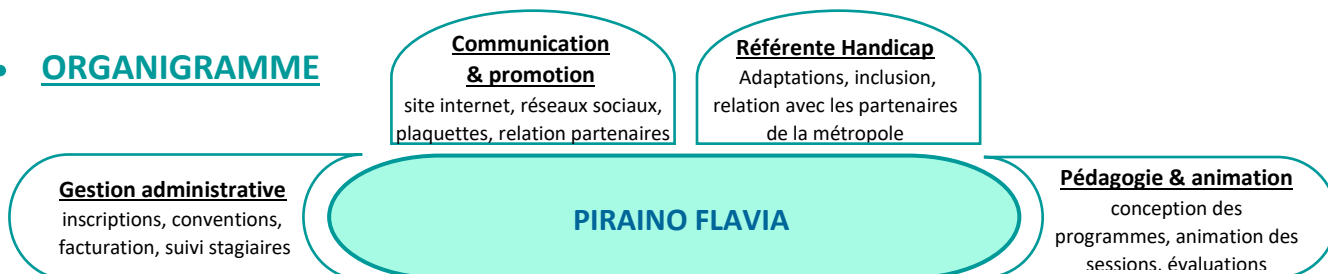 • ORGANIGRAMME
Communication
& promotion
site internet, réseaux sociaux,
plaquettes, relation partenaires
Référente Handicap
Adaptations, inclusion,
relation avec les partenaires
de la métropole
Gestion administrative
inscriptions, conventions,
facturation, suivi stagiaires
PIRAINO FLAVIA
Pédagogie & animation
conception des
programmes, animation des
sessions, évaluations